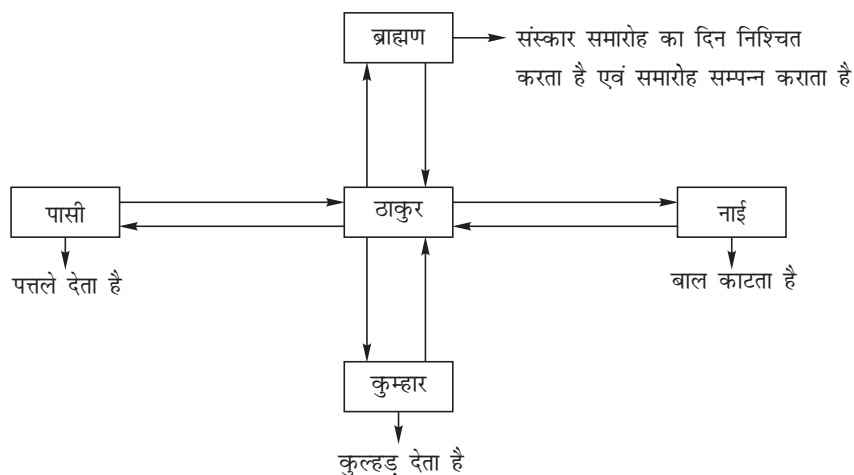 ब्राह्मण
संस्कार समारोह का दिन निश्चित
करता है एवं समारोह सम्पन्न कराता है
पासी
ठाकुर
नाई
पत्तले देता है
बाल काटता है
कुम्हार
कुल्हड़ देता है